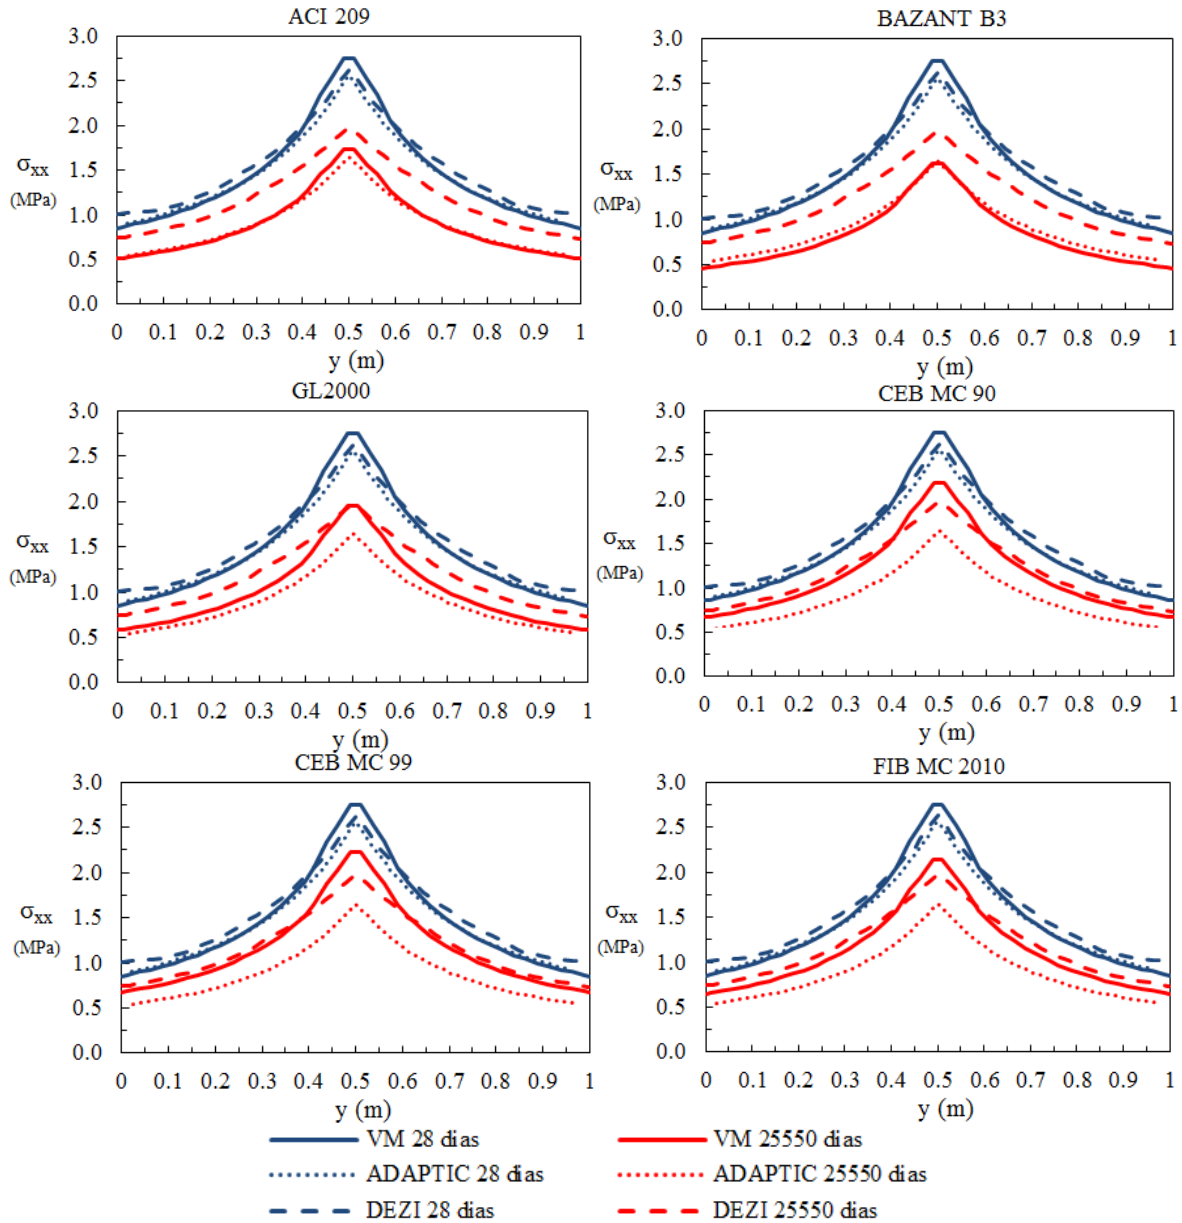 ACI 209
3.0
2.5
2.0
1.5
1.0
0.5
0.0
σxx
(MPa)
0 0.1 0.2 0.3 0.4 0.5 0.6 0.7 0.8 0.9 1
y (m)
BAZANT B3
3.0
2.5
2.0
1.5
1.0
0.5
0.0
σxx
(MPa)
0 0.1 0.2 0.3 0.4 0.5 0.6 0.7 0.8 0.9 1
y (m)
GL2000
3.0
2.5
2.0
1.5
1.0
0.5
0.0
σxx
(MPa)
0 0.1 0.2 0.3 0.4 0.5 0.6 0.7 0.8 0.9 1
y (m)
CEB MC 90
3.0
2.5
2.0
1.5
1.0
0.5
0.0
σxx
(MPa)
0 0.1 0.2 0.3 0.4 0.5 0.6 0.7 0.8 0.9 1
y (m)
CEB MC 99
3.0
2.5
2.0
1.5
1.0
0.5
0.0
σxx
(MPa)
0 0.1 0.2 0.3 0.4 0.5 0.6 0.7 0.8 0.9 1
y (m)
FIB MC 2010
3.0
2.5
2.0
1.5
1.0
0.5
0.0
σxx
(MPa)
0 0.1 0.2 0.3 0.4 0.5 0.6 0.7 0.8 0.9 1
y (m)
VM 28 dias
VM 25550 dias
ADAPTIC 28 dias
ADAPTIC 25550 dias
DEZI 28 dias
DEZI 25550 dias